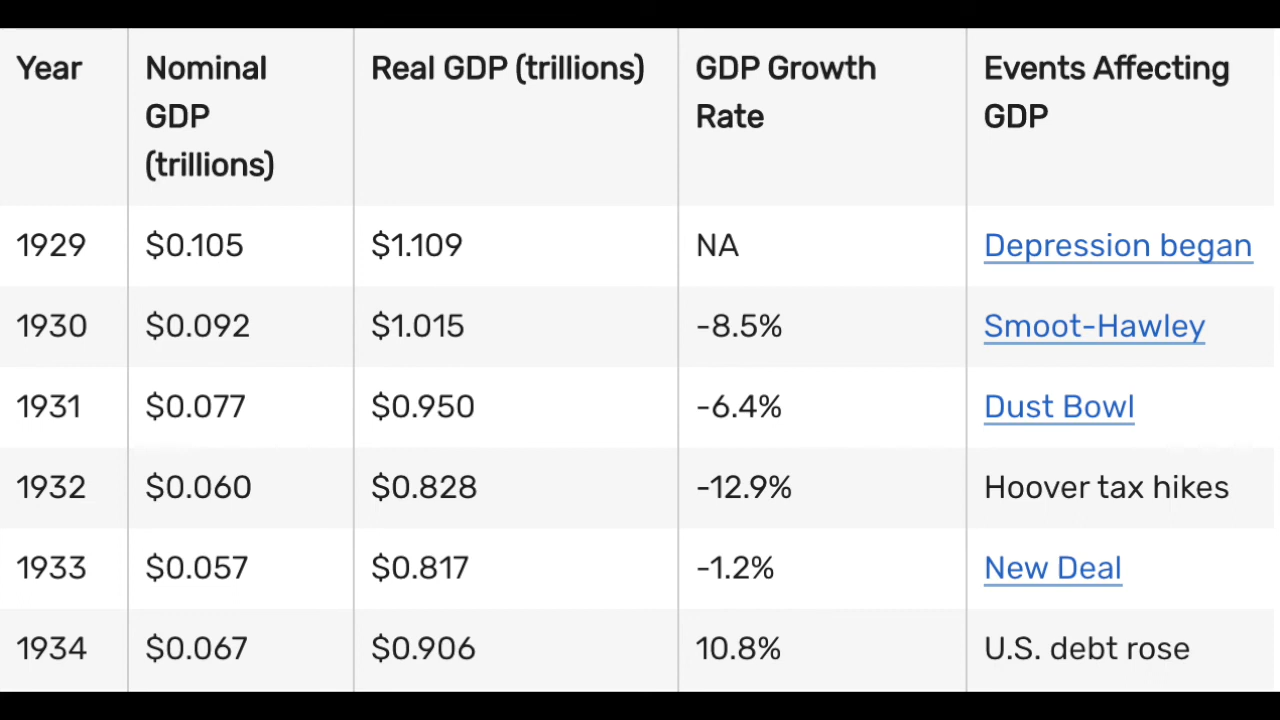 Year Nominal GDP (trillions) Real GDP (trillions) GDP Growth Rate Events Affecting GDP
1929 $0.105 $1.109 NA Depression began
1930 $0.092 $1.015 -8.5% Smoot-Hawley
1931 $0.077 $0.950 -6.4% Dust Bowl
1932 $0.060 $0.828 -12.9% Hoover tax hikes
1933 $0.057 $0.817 -1.2% New Deal
1934 $0.067 $0.906 10.8% U.S. debt rose